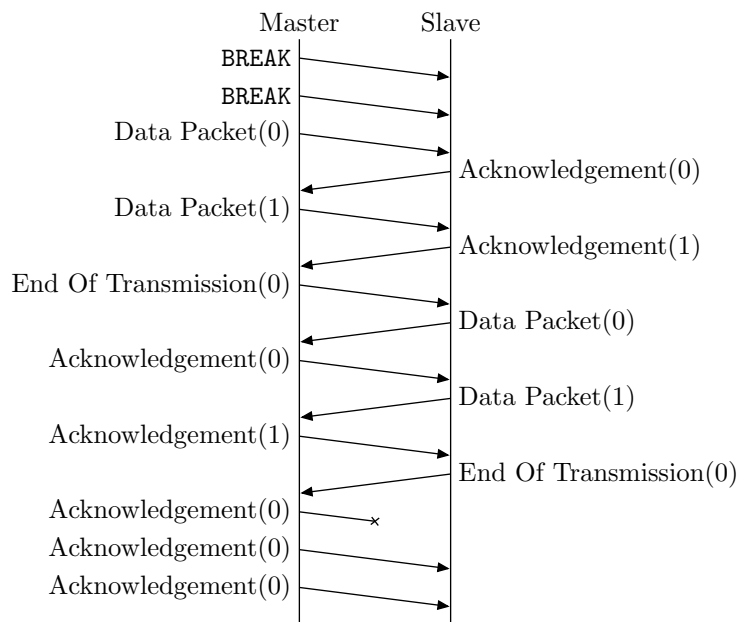 Master Slave
BREAK
BREAK
Data Packet(0)
Acknowledgement(0)
Data Packet(1)
Acknowledgement(1)
End Of Transmission(0)
Data Packet(0)
Acknowledgement(0)
Data Packet(1)
Acknowledgement(1)
End Of Transmission(0)
Acknowledgement(0)
Acknowledgement(0)
Acknowledgement(0)